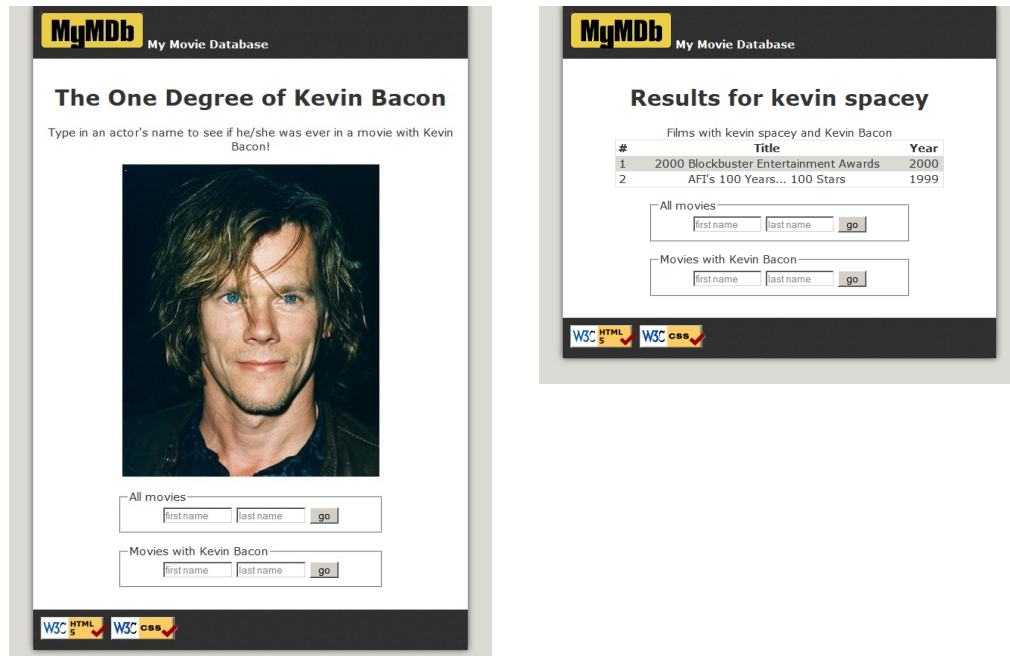 MyMDb My Movie Database
The One Degree of Kevin Bacon
Type in an actor's name to see if he/she was ever in a movie with Kevin
Bacon!
All movies
first name last name go
Movies with Kevin Bacon
first name last name go
W3C HTML 5 W3C css
MyMDb My Movie Database
Results for kevin spacey
Films with kevin spacey and Kevin Bacon
# Title Year
1 2000 Blockbuster Entertainment Awards 2000
2 AFI's 100 Years... 100 Stars 1999
All movies
first name last name go
Movies with Kevin Bacon
first name last name go
W3C HTML 5 W3C css